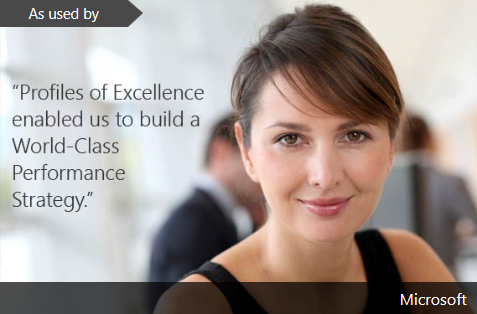 As used by
“Profiles of Excellence
enabled us to build a
World-Class
Performance
Strategy.”
Microsoft